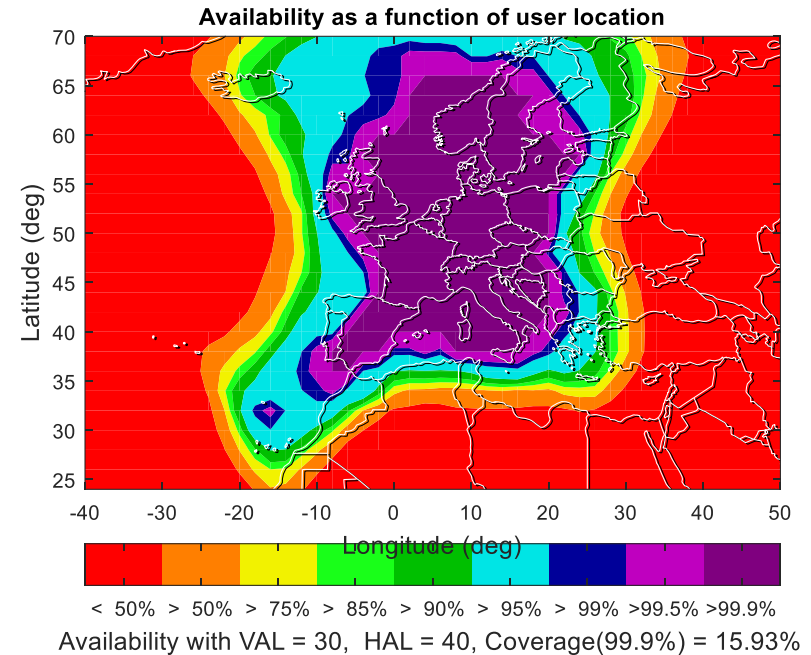 Availability as a function of user location
70
65
60
55
50
45
40
35
30
25
Latitude (deg)
-40 -30 -20 -10 0 10 20 30 40 50
Longitude (deg)
< 50% > 50% > 75% > 85% > 90% > 95% > 99% >99.5% >99.9%
Availability with VAL = 30, HAL = 40, Coverage(99.9%) = 15.93%